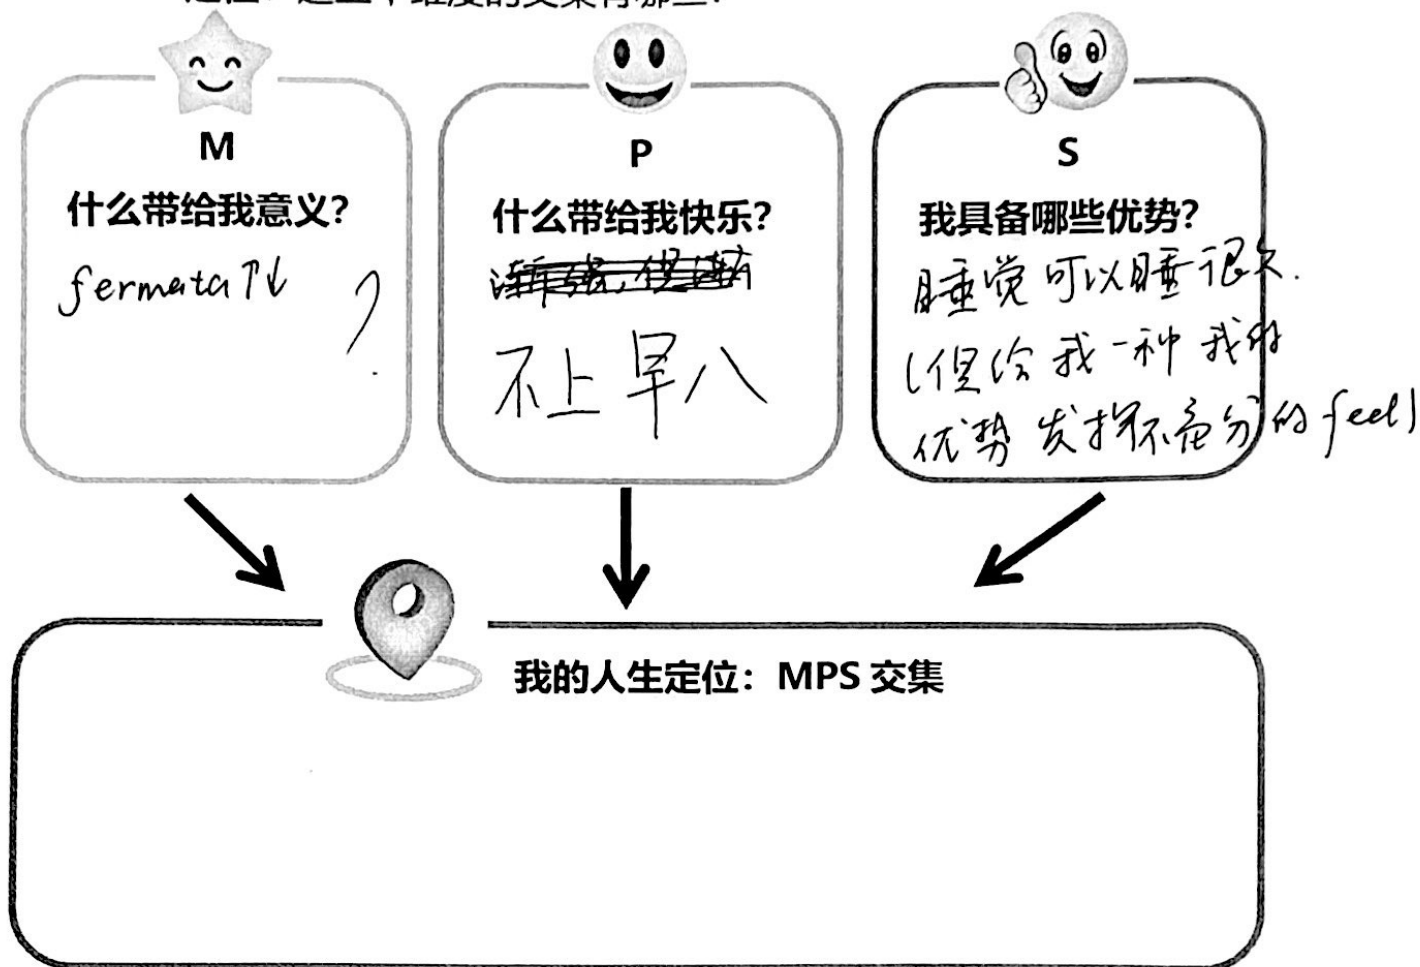 M
什么带给我意义？
fermata↑↓ ?
P
什么带给我快乐？
不上早八
S
我具备哪些优势？
睡觉可以睡很久.
(但给我一种我的
优势发挥不充分的feel)
我的人生定位：MPS 交集